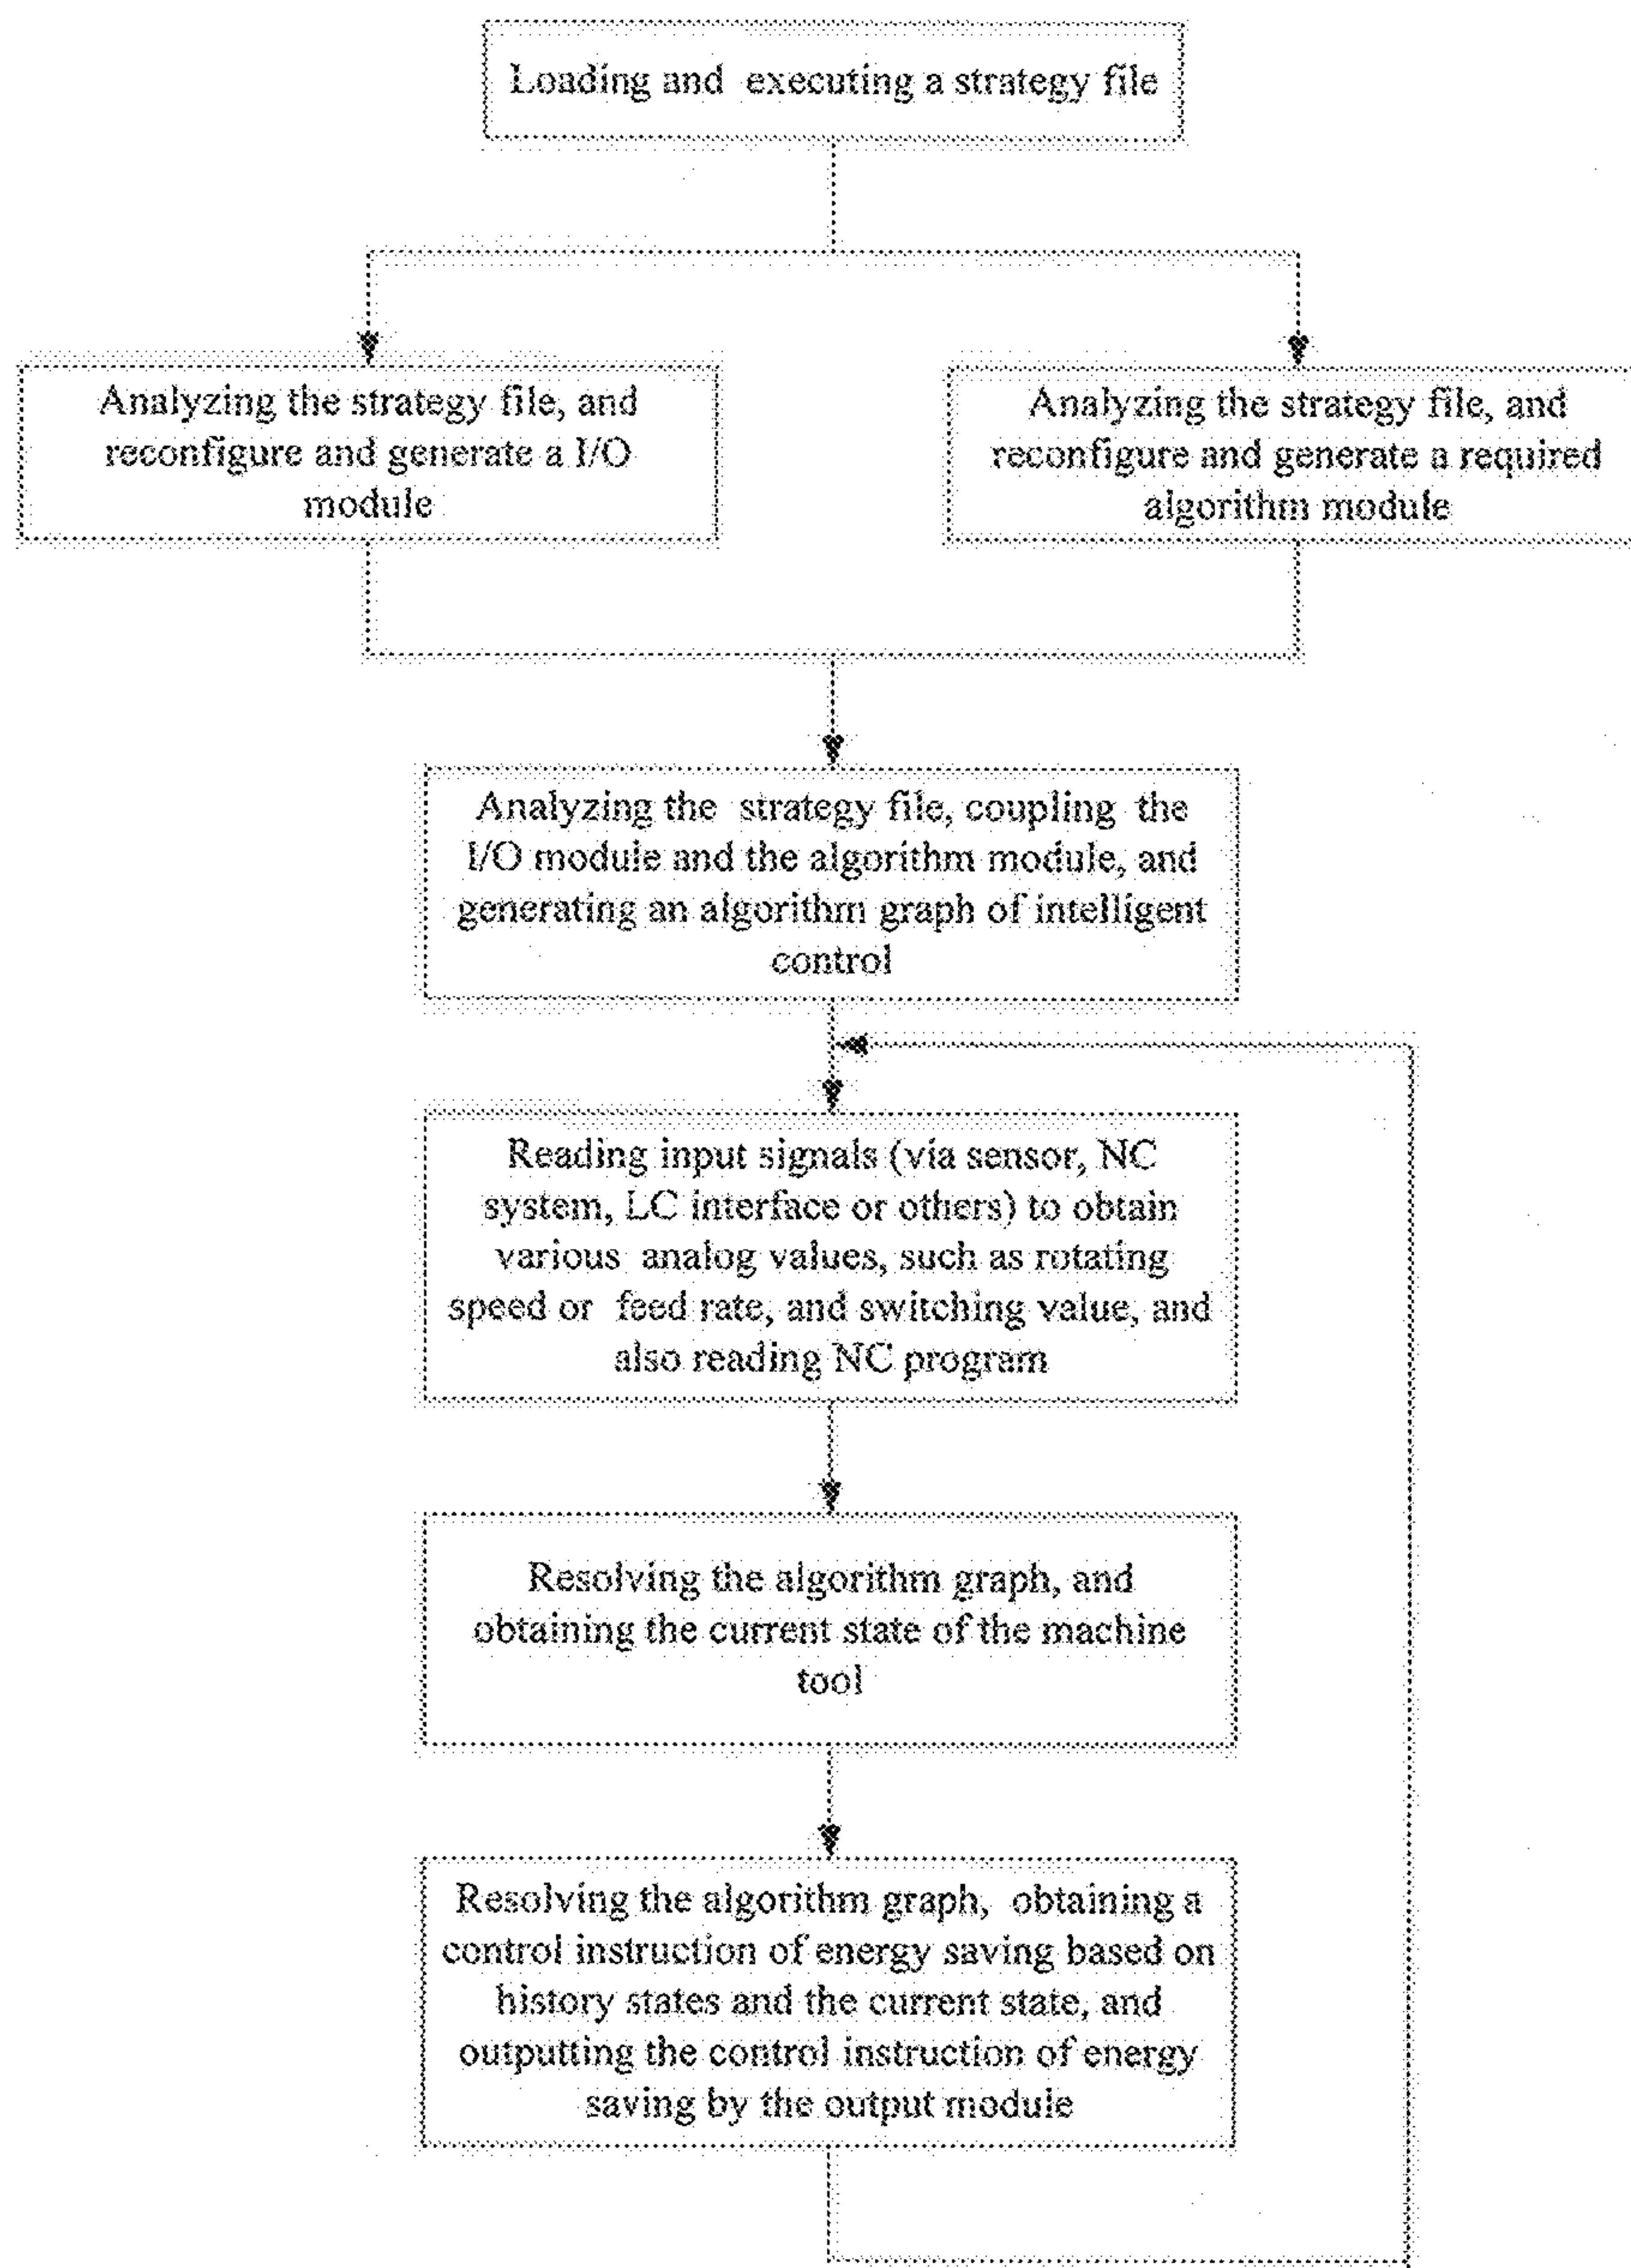 Loading and executing a strategy file
Analyzing the strategy file, and
reconfigure and generate a I/O
module
Analyzing the strategy file, and
reconfigure and generate a required
algorithm module
Analyzing the strategy file, coupling the
I/O module and the algorithm module, and
generating an algorithm graph of intelligent
control
Reading input signals (via sensor, NC
system, LC interface or others) to obtain
various analog values, such as rotating
speed or feed rate, and switching value, and
also reading NC program
Resolving the algorithm graph, and
obtaining the current state of the machine
tool
Resolving the algorithm graph, obtaining a
control instruction of energy saving based on
history states and the current state, and
outputting the control instruction of energy
saving by the output module